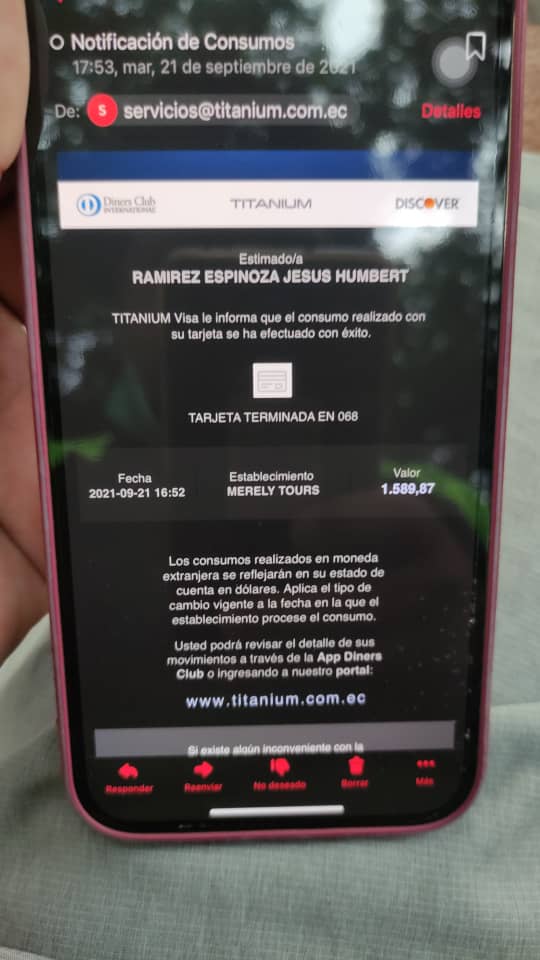 Notificación de Consumos
17:53, mar, 21 de septiembre de 2021
De: S servicios@titanium.com.ec Detalles
Diners Club INTERNATIONAL TITANIUM DISCOVER
Estimado/a
RAMIREZ ESPINOZA JESUS HUMBERT
TITANIUM Visa le informa que el consumo realizado con
su tarjeta se ha efectuado con éxito.
TARJETA TERMINADA EN 068
Fecha Establecimiento Valor
2021-09-21 16:52 MERELY TOURS 1.589,87
Los consumos realizados en moneda
extranjera se reflejarán en su estado de
cuenta en dólares. Aplica el tipo de
cambio vigente a la fecha en la que el
establecimiento procese el consumo.
Usted podrá revisar el detalle de sus
movimientos a través de la App Diners
Club o ingresando a nuestro portal:
www.titanium.com.ec
Si existe algún inconveniente con la
Responder Reenviar No deseado Borrar Más